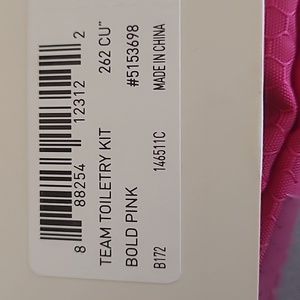 8 88254 12312 2
TEAM TOILETRY KIT 262 CU"
BOLD PINK #5153698
B172 146511C MADE IN CHINA